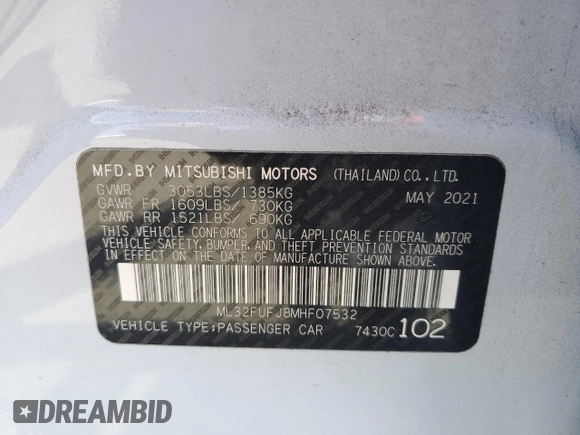 MFD.BY MITSUBISHI MOTORS (THAILAND) CO.,LTD.
GVWR 3053LBS/1385KG MAY 2021
GAWR FR 1609LBS/ 730KG
GAWR RR 1521LBS/ 690KG
THIS VEHICLE CONFORMS TO ALL APPLICABLE FEDERAL MOTOR
VEHICLE SAFETY, BUMPER, AND THEFT PREVENTION STANDARDS
IN EFFECT ON THE DATE OF MANUFACTURE SHOWN ABOVE.
ML32FUFJ8MHF07532
VEHICLE TYPE:PASSENGER CAR 7430C 102
DREAMBID